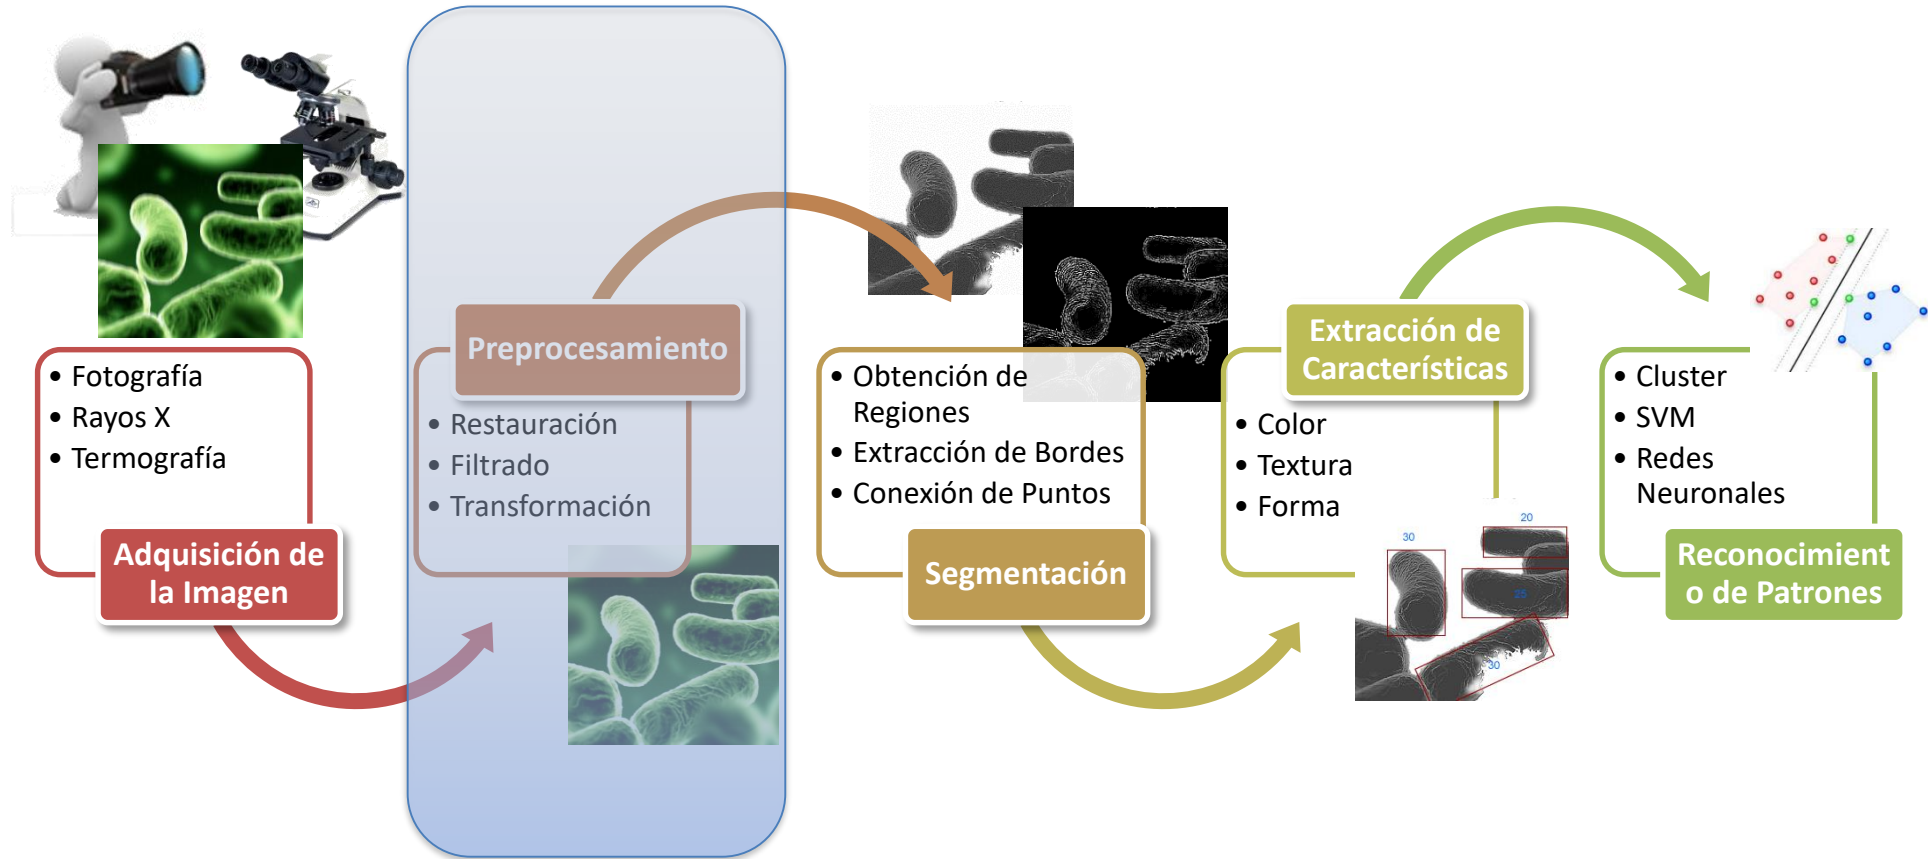 • Fotografía
• Rayos X
• Termografía
Adquisición de
la Imagen
Preprocesamiento
• Restauración
• Filtrado
• Transformación
• Obtención de
Regiones
• Extracción de Bordes
• Conexión de Puntos
Segmentación
Extracción de
Características
• Color
• Textura
• Forma
20
30
25
30
• Cluster
• SVM
• Redes
Neuronales
Reconocimient
o de Patrones